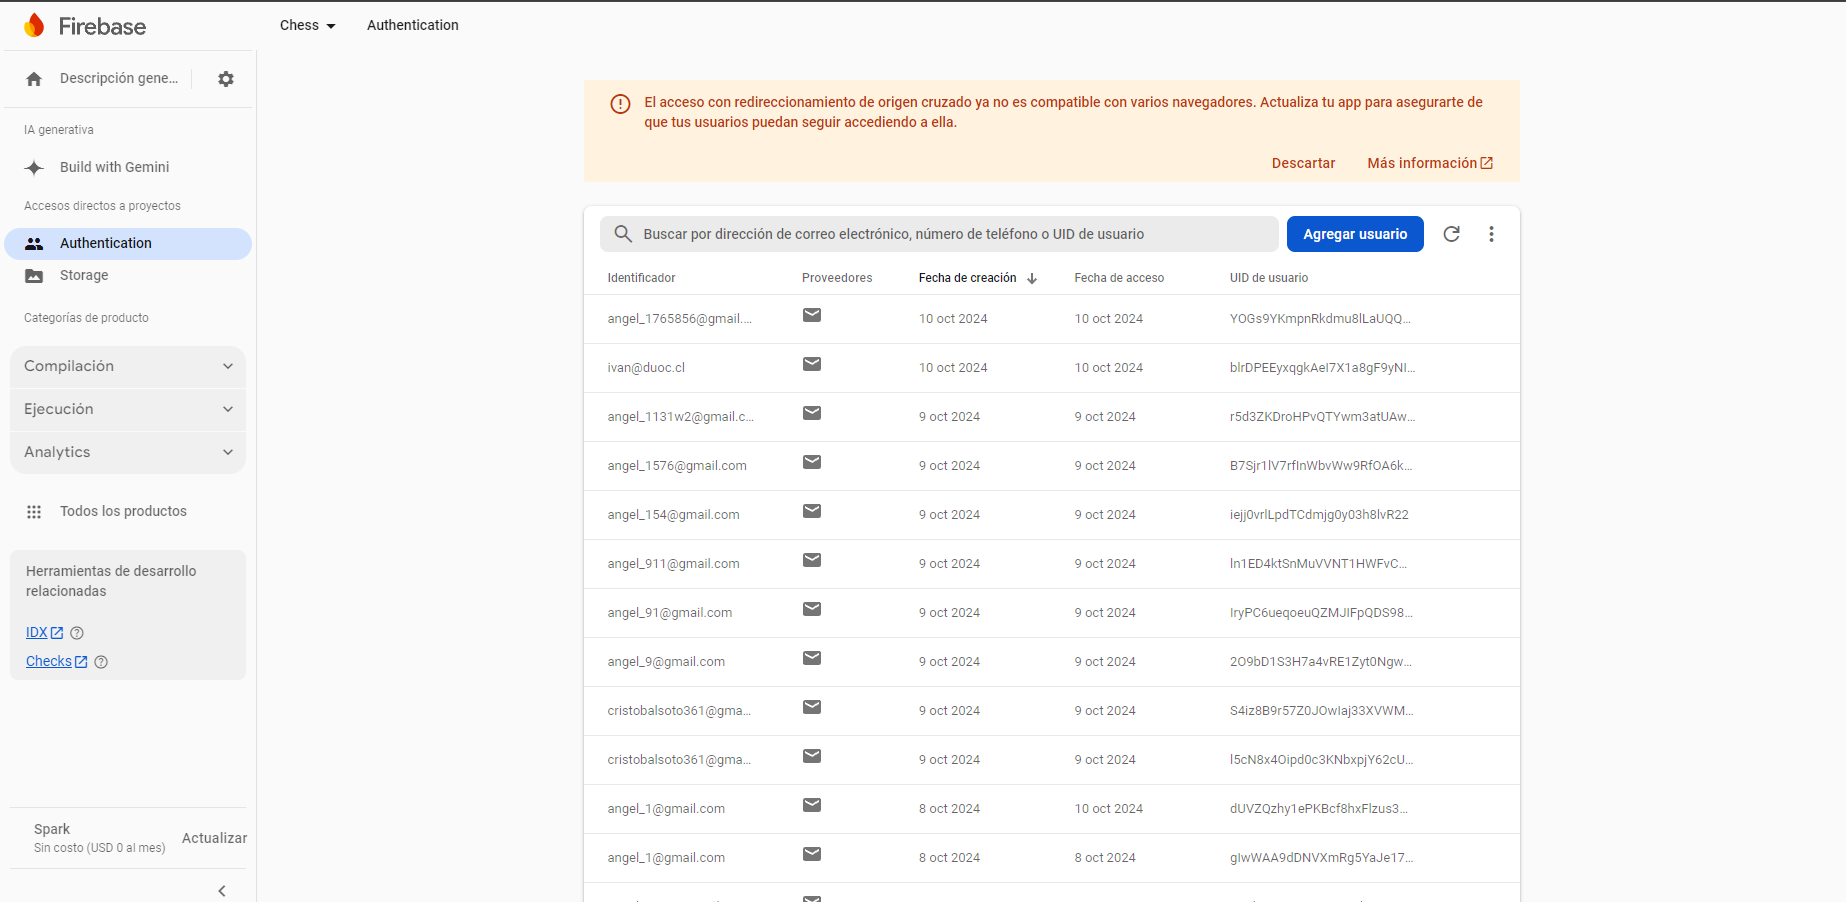 Firebase
Chess
Authentication
Descripción gene...
IA generativa
Build with Gemini
Accesos directos a proyectos
Authentication
Storage
Categorías de producto
Compilación
Ejecución
Analytics
Todos los productos
Herramientas de desarrollo
relacionadas
IDX
Checks
Spark
Sin costo (USD 0 al mes)
Actualizar
El acceso con redireccionamiento de origen cruzado ya no es compatible con varios navegadores. Actualiza tu app para asegurarte de
que tus usuarios puedan seguir accediendo a ella.
Descartar Más información
Buscar por dirección de correo electrónico, número de teléfono o UID de usuario Agregar usuario
Identificador Proveedores Fecha de creación Fecha de acceso UID de usuario
angel_1765856@gmail.... 10 oct 2024 10 oct 2024 YOGs9YKmpnRkdmu8lLaUQQ...
ivan@duoc.cl 10 oct 2024 10 oct 2024 blrDPEEyxqgkAeI7X1a8gF9yNI...
angel_1131w2@gmail.c... 9 oct 2024 9 oct 2024 r5d3ZKDroHPvQTYwm3atUAw...
angel_1576@gmail.com 9 oct 2024 9 oct 2024 B7Sjr1lV7rfInWbvWw9RfOA6k...
angel_154@gmail.com 9 oct 2024 9 oct 2024 iejj0vrlLpdTCdmjg0y03h8lvR22
angel_911@gmail.com 9 oct 2024 9 oct 2024 ln1ED4ktSnMuVVNT1HWFvC...
angel_91@gmail.com 9 oct 2024 9 oct 2024 IryPC6ueqoeuQZMJIFpQDS98...
angel_9@gmail.com 9 oct 2024 9 oct 2024 2O9bD1S3H7a4vRE1Zyt0Ngw...
cristobalsoto361@gma... 9 oct 2024 9 oct 2024 S4iz8B9r57Z0JOwIaj33XVWM...
cristobalsoto361@gma... 9 oct 2024 9 oct 2024 l5cN8x4Oipd0c3KNbxpjY62cU...
angel_1@gmail.com 8 oct 2024 10 oct 2024 dUVZQzhy1ePKBcf8hxFlzus3...
angel_1@gmail.com 8 oct 2024 8 oct 2024 gIwWAA9dDNVXmRg5YaJe17...